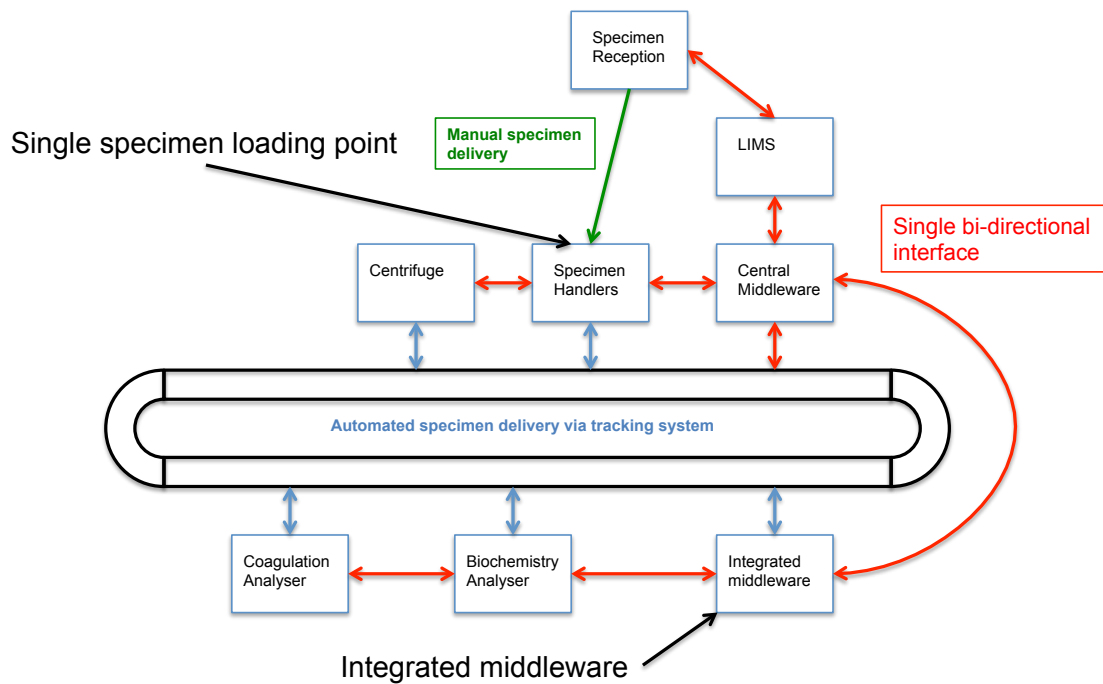 Specimen
Reception
Manual specimen
delivery
Single specimen loading point
LIMS
Single bi-directional
interface
Centrifuge
Specimen
Handlers
Central
Middleware
Automated specimen delivery via tracking system
Coagulation
Analyser
Biochemistry
Analyser
Integrated
middleware
Integrated middleware